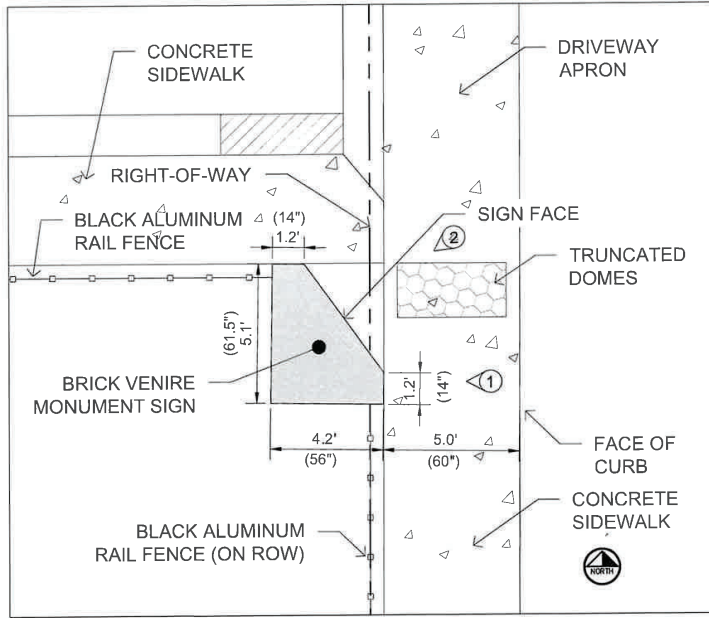 CONCRETE
SIDEWALK
DRIVEWAY
APRON
RIGHT-OF-WAY
BLACK ALUMINUM
RAIL FENCE
(14")
1.2'
SIGN FACE
2
TRUNCATED
DOMES
(61.5")
5.1'
BRICK VENIRE
MONUMENT SIGN
1.2'
(14")
1
4.2'
(56")
5.0'
(60")
FACE OF
CURB
BLACK ALUMINUM
RAIL FENCE (ON ROW)
CONCRETE
SIDEWALK
NORTH